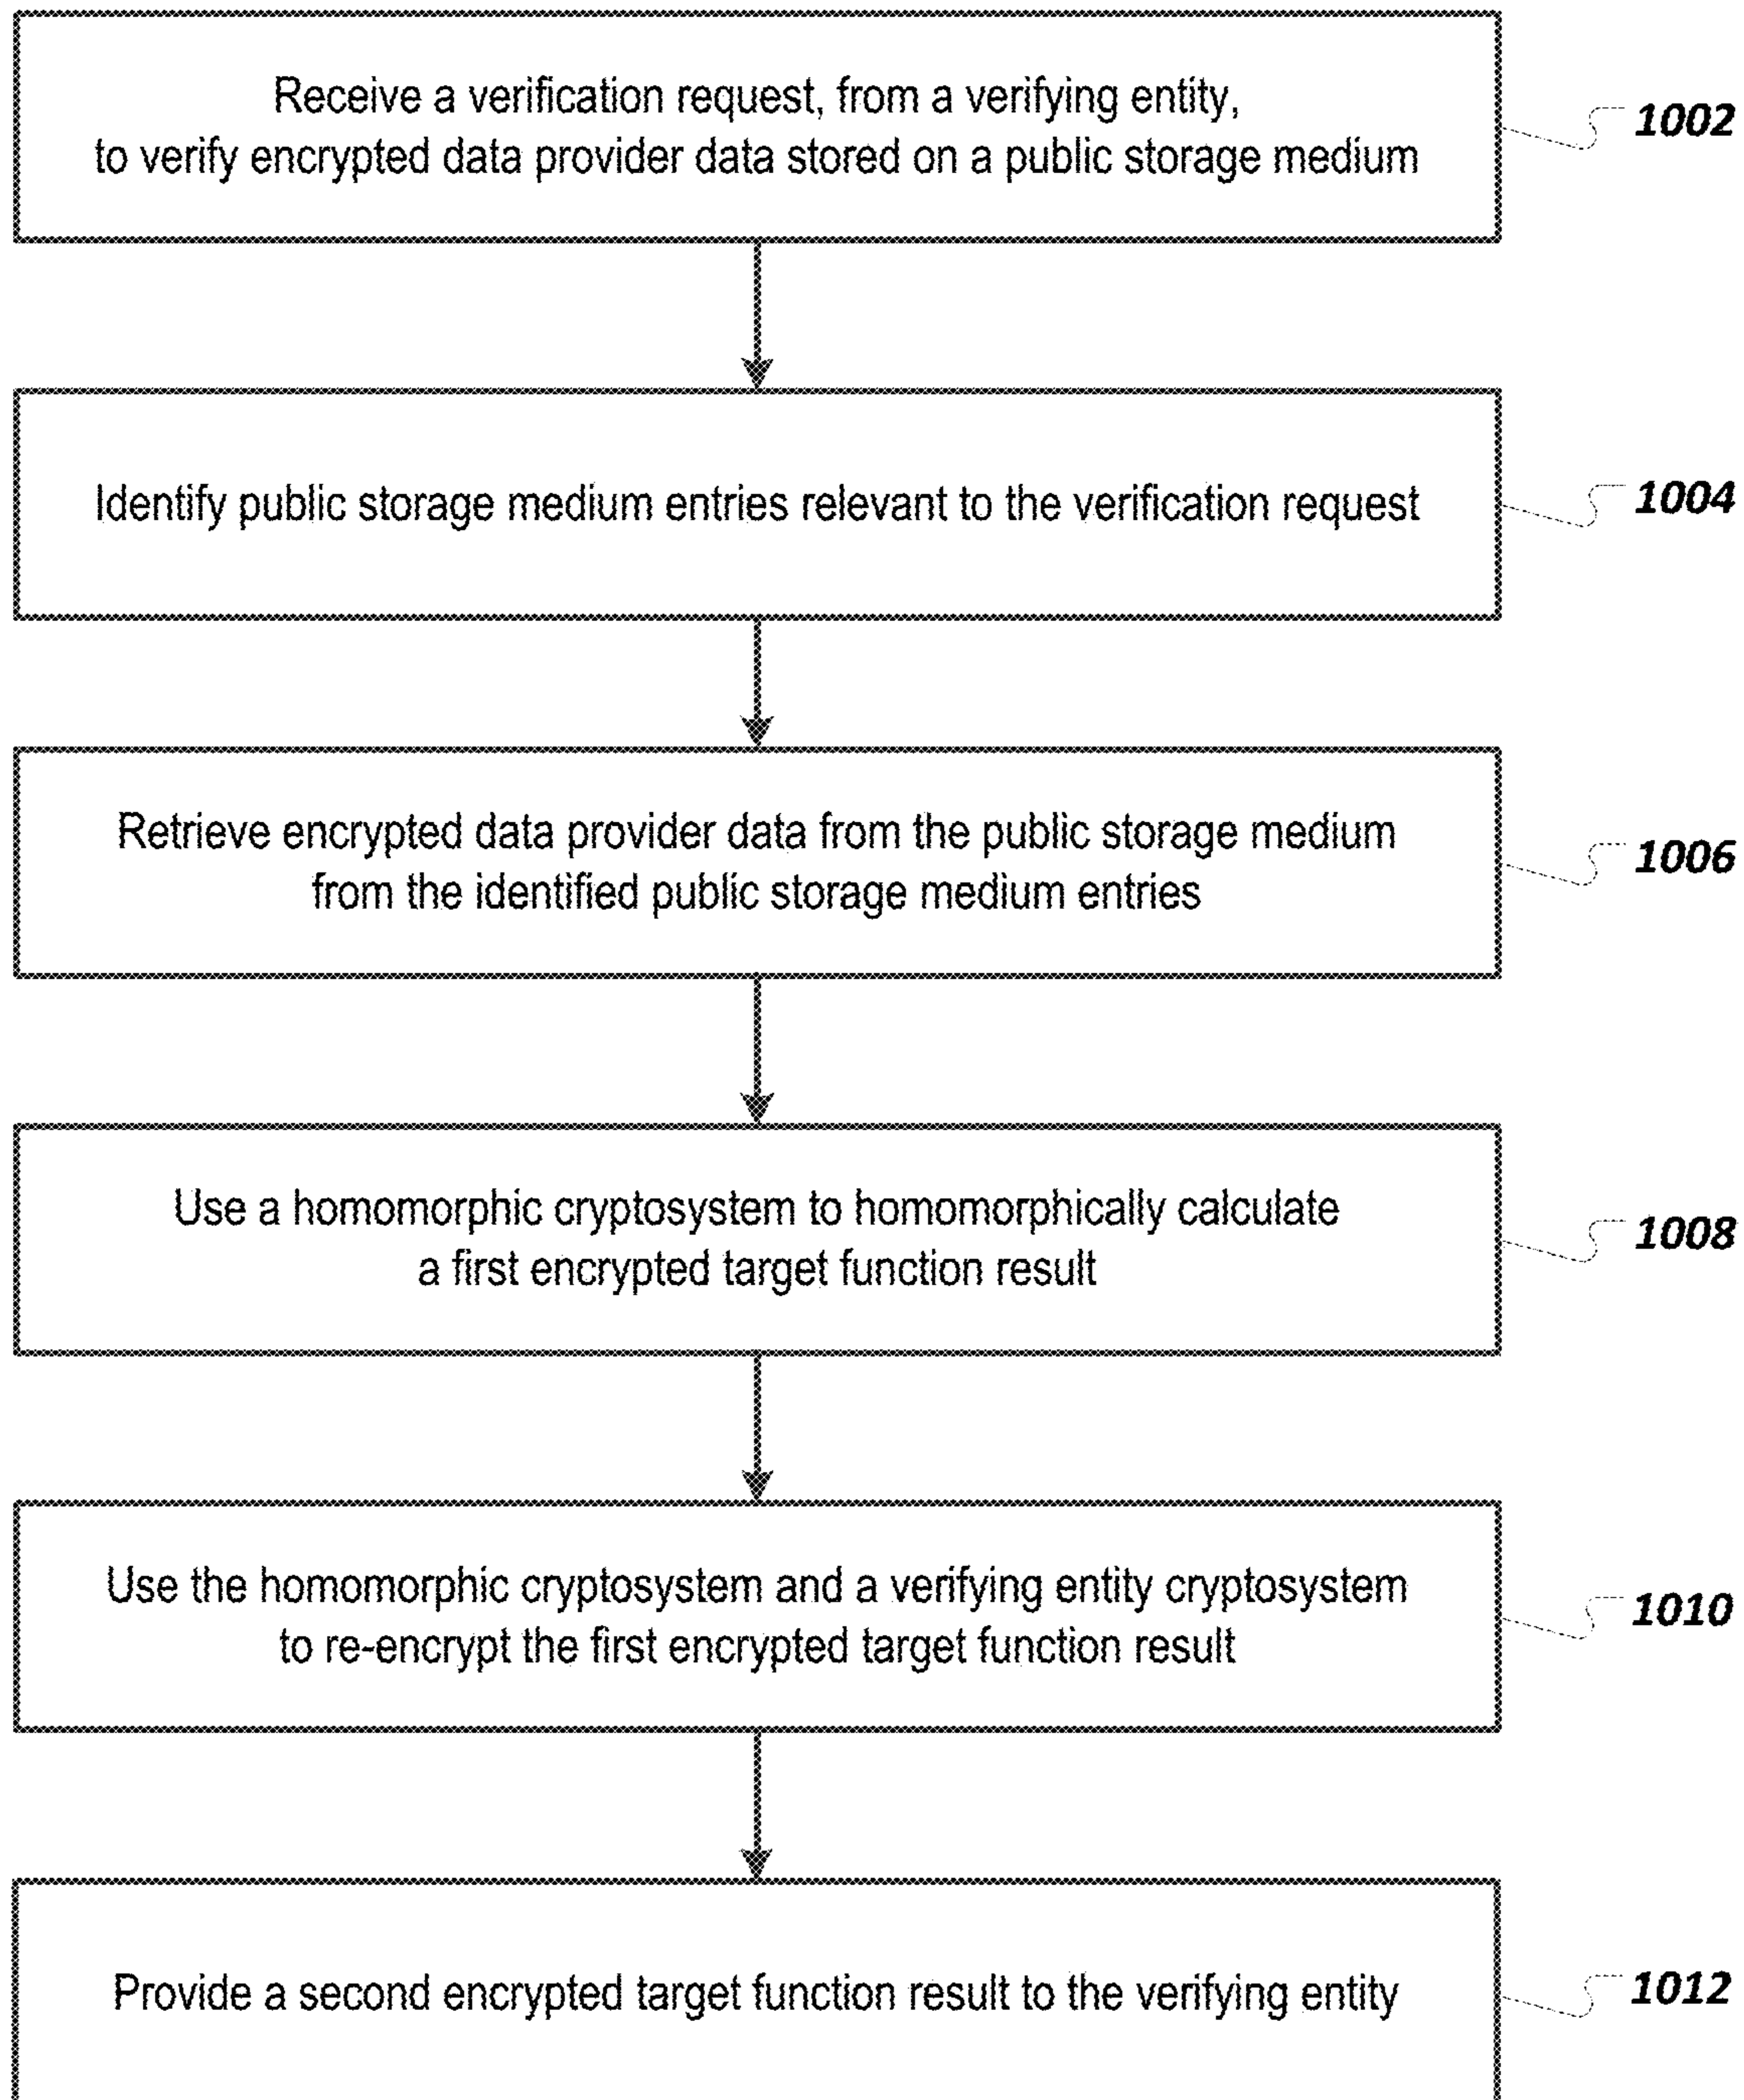 Receive a verification request, from a verifying entity,
to verify encrypted data provider data stored on a public storage medium
1002
Identify public storage medium entries relevant to the verification request
1004
Retrieve encrypted data provider data from the public storage medium
from the identified public storage medium entries
1006
Use a homomorphic cryptosystem to homomorphically calculate
a first encrypted target function result
1008
Use the homomorphic cryptosystem and a verifying entity cryptosystem
to re-encrypt the first encrypted target function result
1010
Provide a second encrypted target function result to the verifying entity
1012